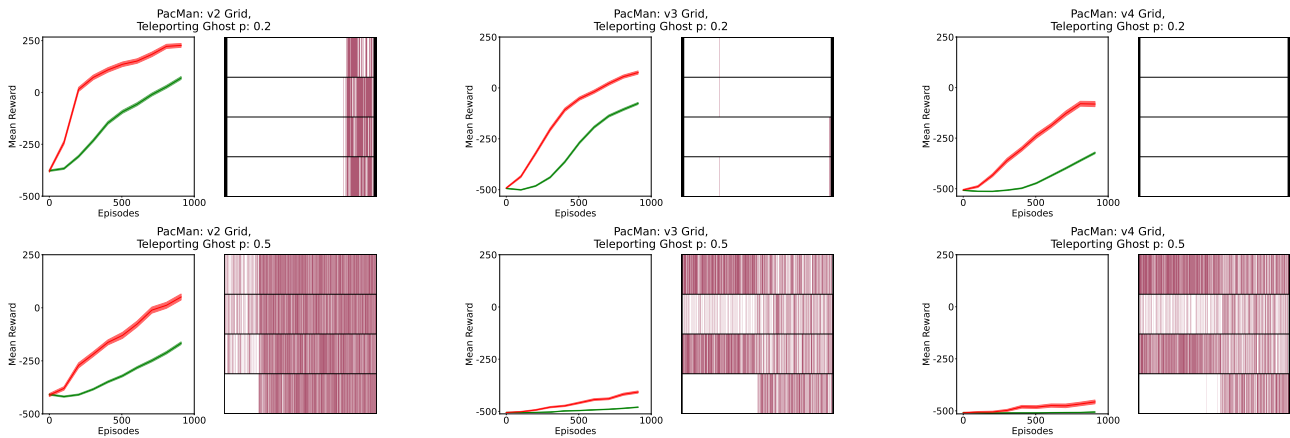 PacMan: v2 Grid,
Teleporting Ghost p: 0.2
250
0
-250
-500
Mean Reward
0
500
1000
Episodes
PacMan: v3 Grid,
Teleporting Ghost p: 0.2
250
0
-250
-500
Mean Reward
0
500
1000
Episodes
PacMan: v4 Grid,
Teleporting Ghost p: 0.2
250
0
-250
-500
Mean Reward
0
500
1000
Episodes
PacMan: v2 Grid,
Teleporting Ghost p: 0.5
250
0
-250
-500
Mean Reward
0
500
1000
Episodes
PacMan: v3 Grid,
Teleporting Ghost p: 0.5
250
0
-250
-500
Mean Reward
0
500
1000
Episodes
PacMan: v4 Grid,
Teleporting Ghost p: 0.5
250
0
-250
-500
Mean Reward
0
500
1000
Episodes